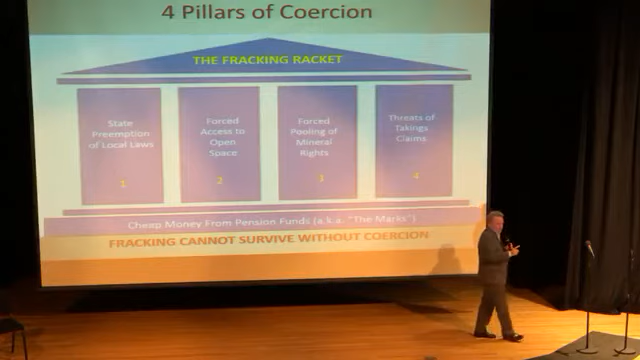 4 Pillars of Coercion
THE FRACKING RACKET
State
Preemption
of Local Laws
1
Forced
Access to
Open
Space
2
Forced
Pooling of
Mineral
Rights
3
Threats of
Takings
Claims
4
Cheap Money From Pension Funds (a.k.a. "The Marks")
FRACKING CANNOT SURVIVE WITHOUT COERCION